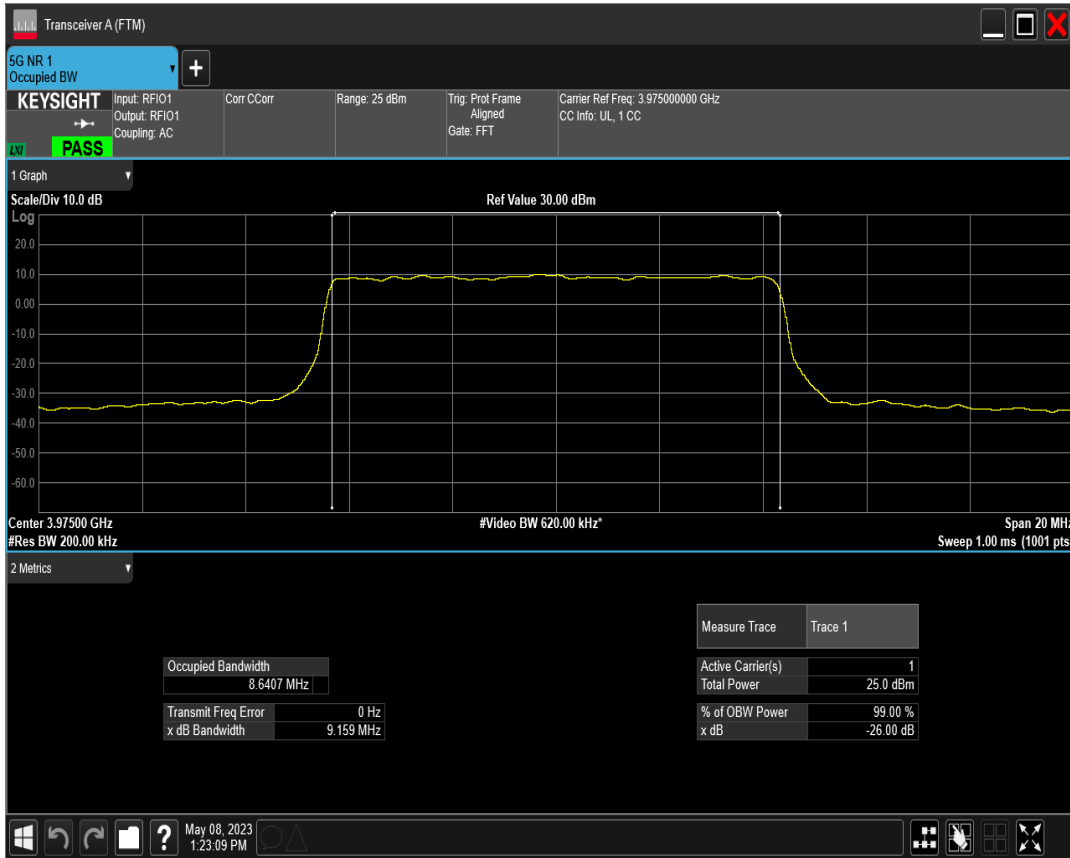 Transceiver A (FTM)
5G NR 1
Occupied BW
+
KEYSIGHT
LXI
PASS
Input: RFIO1
Output: RFIO1
Coupling: AC
Corr CCorr
Range: 25 dBm
Trig: Prot Frame
Aligned
Gate: FFT
Carrier Ref Freq: 3.975000000 GHz
CC Info: UL, 1 CC
1 Graph
Scale/Div 10.0 dB
Ref Value 30.00 dBm
Log
20.0
10.0
0.00
-10.0
-20.0
-30.0
-40.0
-50.0
-60.0
Center 3.97500 GHz
#Video BW 620.00 kHz*
Span 20 MHz
#Res BW 200.00 kHz
Sweep 1.00 ms (1001 pts
2 Metrics
Measure Trace Trace 1
Occupied Bandwidth
8.6407 MHz
Active Carrier(s) 1
Total Power 25.0 dBm
Transmit Freq Error 0 Hz
x dB Bandwidth 9.159 MHz
% of OBW Power 99.00 %
x dB -26.00 dB
?
May 08, 2023
1:23:09 PM